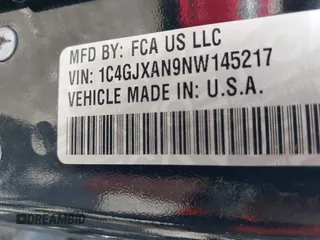 MFD BY: FCA US LLC
VIN: 1C4GJXAN9NW145217
VEHICLE MADE IN: U.S.A.
DREAMBID